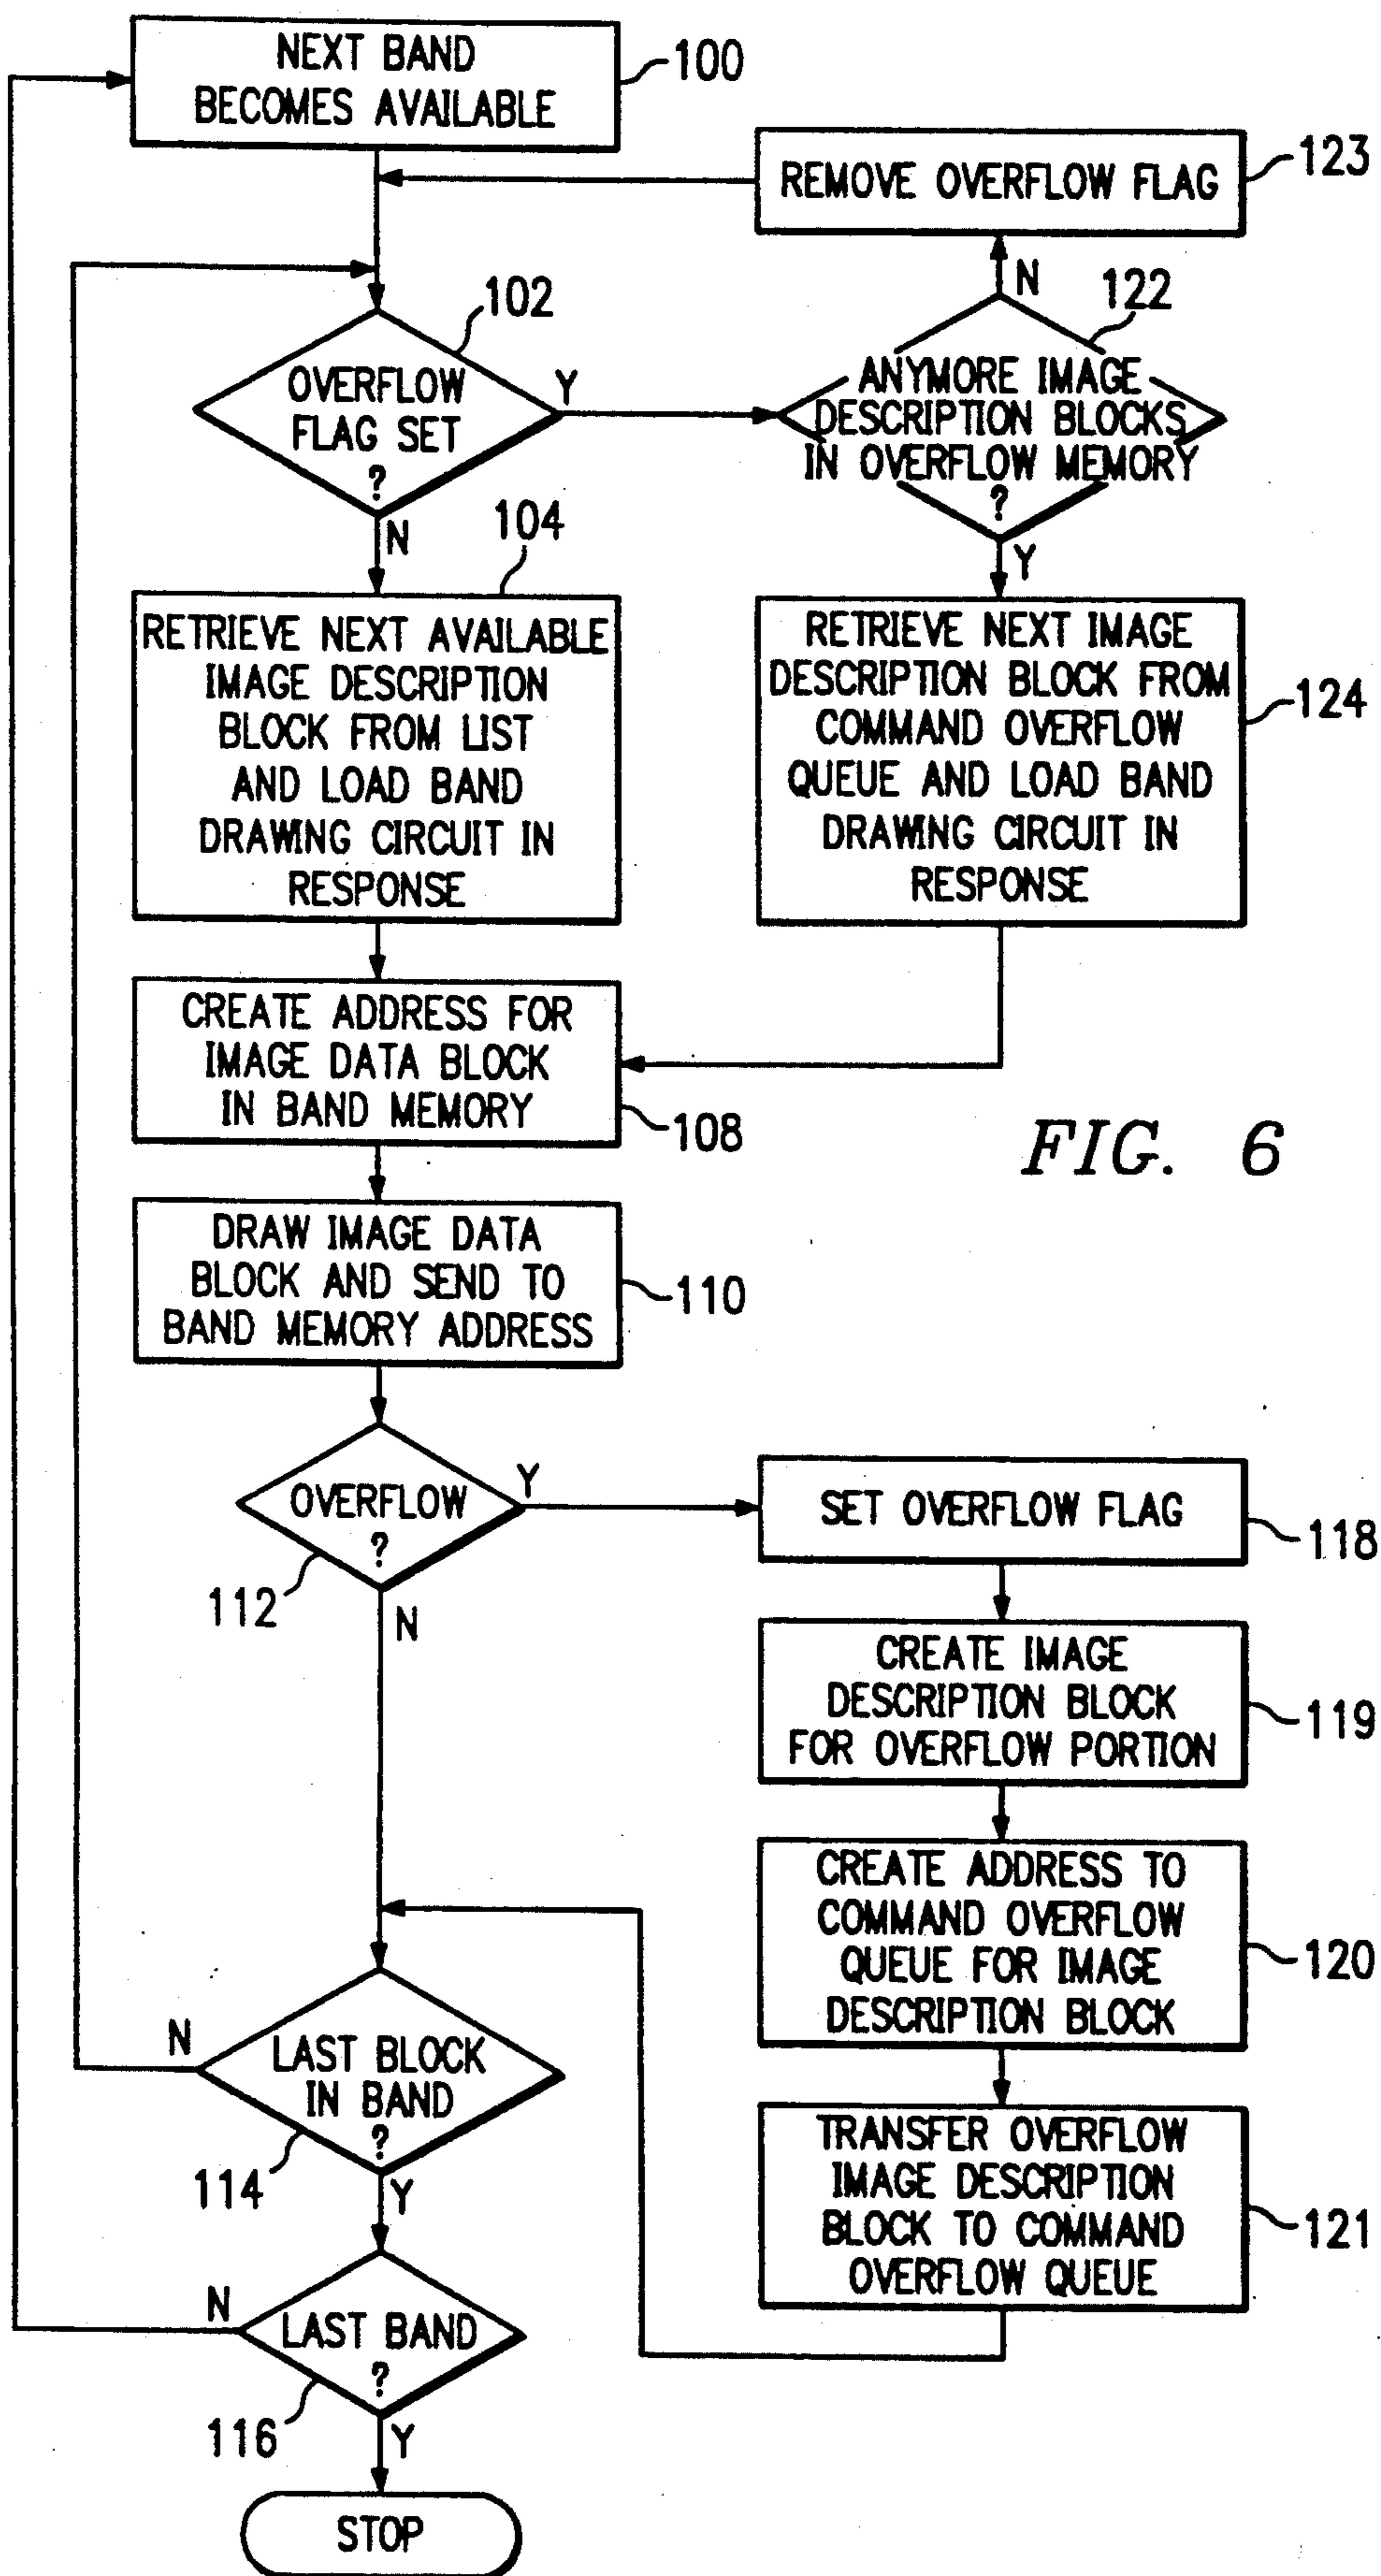 NEXT BAND
BECOMES AVAILABLE
100
REMOVE OVERFLOW FLAG
123
102
OVERFLOW
FLAG SET
?
Y
N
122
ANYMORE IMAGE
DESCRIPTION BLOCKS
IN OVERFLOW MEMORY
?
N
Y
104
RETRIEVE NEXT AVAILABLE
IMAGE DESCRIPTION
BLOCK FROM LIST
AND LOAD BAND
DRAWING CIRCUIT IN
RESPONSE
RETRIEVE NEXT IMAGE
DESCRIPTION BLOCK FROM
COMMAND OVERFLOW
QUEUE AND LOAD BAND
DRAWING CIRCUIT IN
RESPONSE
124
CREATE ADDRESS FOR
IMAGE DATA BLOCK
IN BAND MEMORY
108
FIG. 6
DRAW IMAGE DATA
BLOCK AND SEND TO
BAND MEMORY ADDRESS
110
OVERFLOW
?
Y
112
N
SET OVERFLOW FLAG
118
CREATE IMAGE
DESCRIPTION BLOCK
FOR OVERFLOW PORTION
119
CREATE ADDRESS TO
COMMAND OVERFLOW
QUEUE FOR IMAGE
DESCRIPTION BLOCK
120
N
LAST BLOCK
IN BAND
?
114
Y
TRANSFER OVERFLOW
IMAGE DESCRIPTION
BLOCK TO COMMAND
OVERFLOW QUEUE
121
N
LAST BAND
?
116
Y
STOP